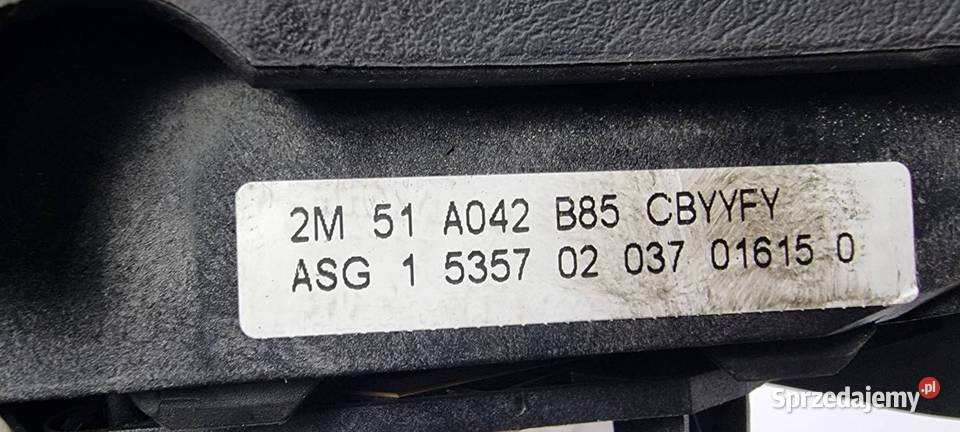 2M 51 A042 B85 CBYYFY
ASG 1 5357 02 037 01615 0
Sprzedajemy.pl